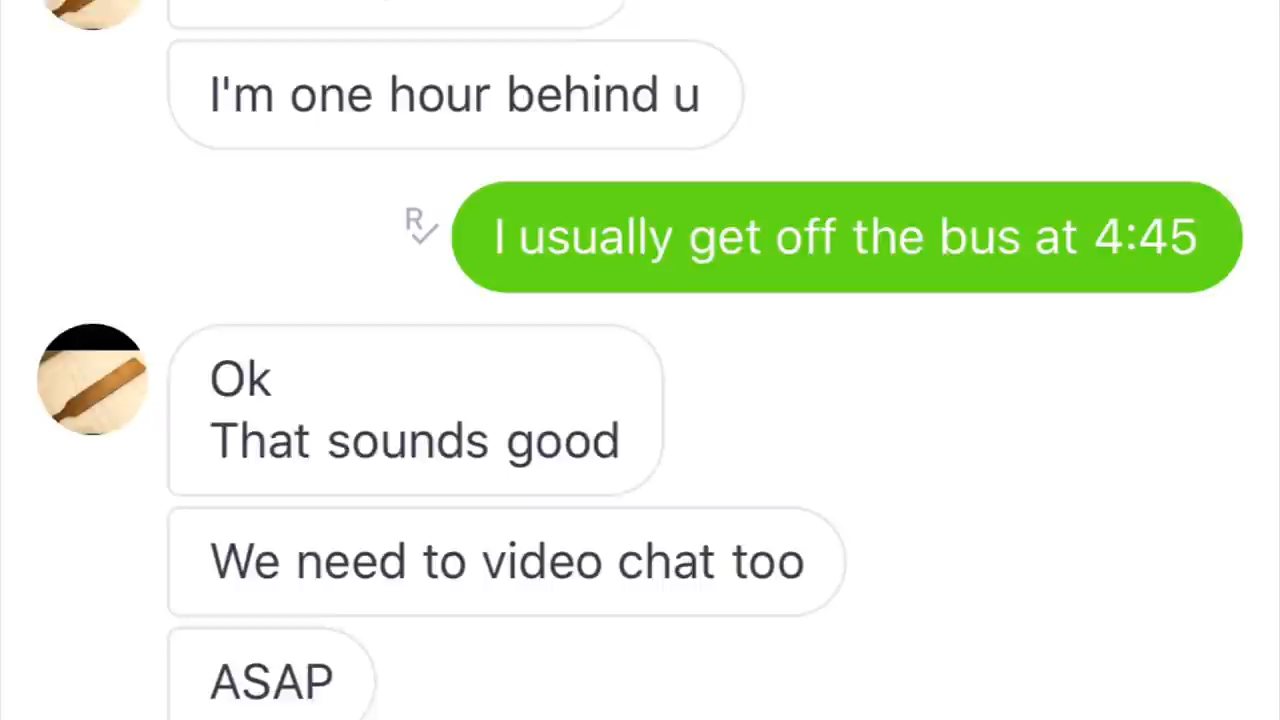 I'm one hour behind u
R
I usually get off the bus at 4:45
Ok
That sounds good
We need to video chat too
ASAP